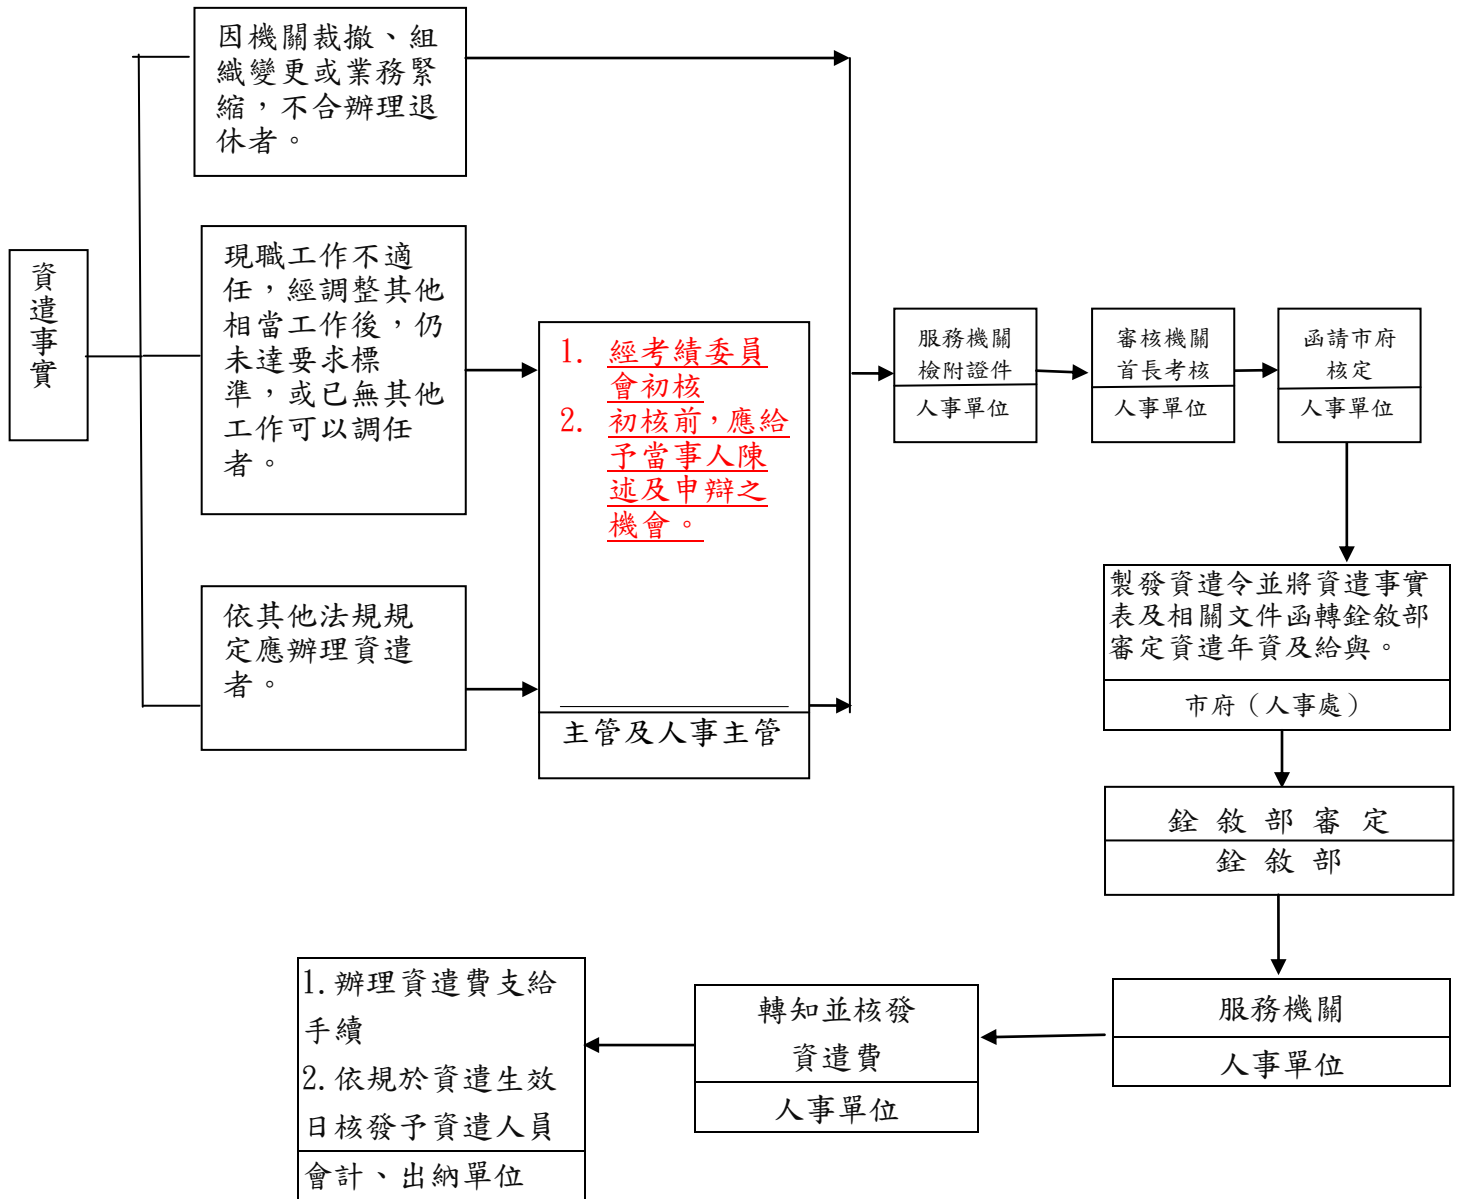 資遣事實
因機關裁撤、組
織變更或業務緊
縮，不合辦理退
休者。
現職工作不適
任，經調整其他
相當工作後，仍
未達要求標
準，或已無其他
工作可以調任
者。
依其他法規規
定應辦理資遣
者。
1. 經考績委員
會初核
2. 初核前，應給
予當事人陳
述及申辯之
機會。
主管及人事主管
服務機關
檢附證件
人事單位
審核機關
首長考核
人事單位
函請市府
核定
人事單位
製發資遣令並將資遣事實
表及相關文件函轉銓敘部
審定資遣年資及給與。
市府（人事處）
銓敘部審定
銓敘部
服務機關
人事單位
轉知並核發
資遣費
人事單位
1.辦理資遣費支給
手續
2.依規於資遣生效
日核發予資遣人員
會計、出納單位